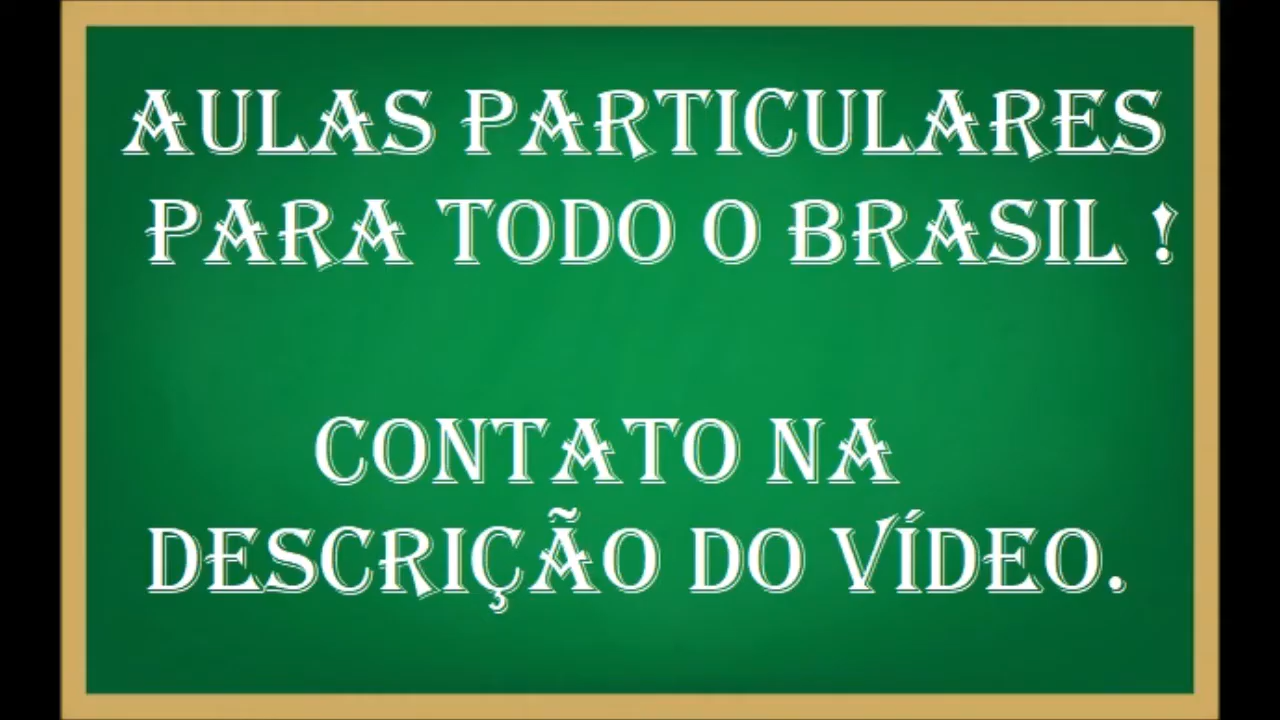 AULAS PARTICULARES
PARA TODO O BRASIL !
CONTATO NA
DESCRIÇÃO DO VÍDEO.